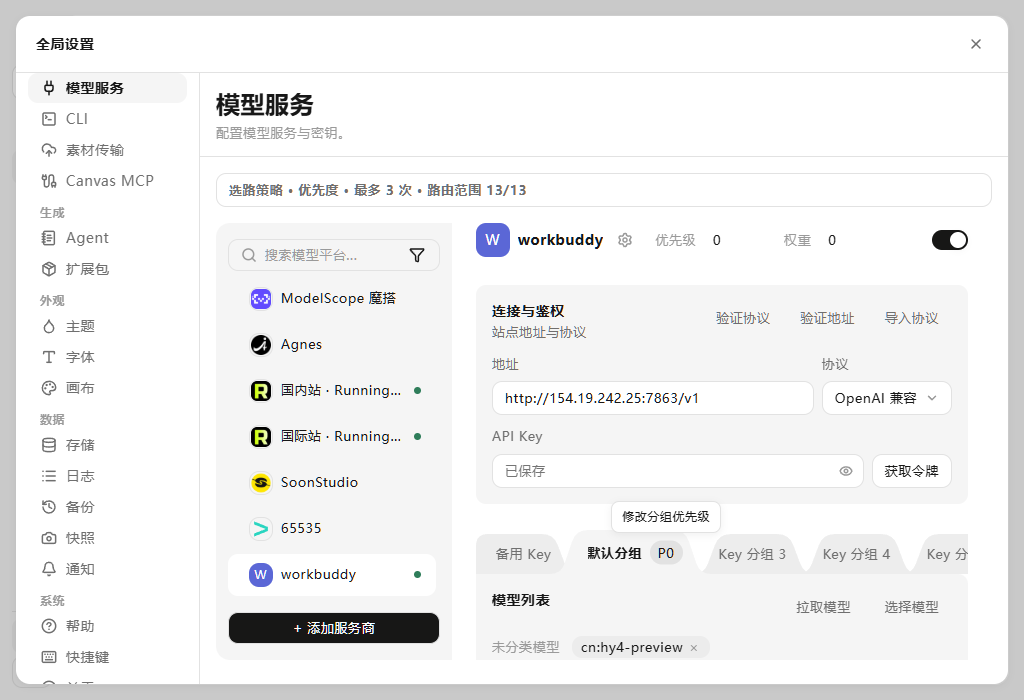 全局设置
模型服务
CLI
素材传输
Canvas MCP
生成
Agent
扩展包
外观
主题
字体
画布
数据
存储
日志
备份
快照
通知
系统
帮助
快捷键
模型服务
配置模型服务与密钥。
选路策略 • 优先度 • 最多 3 次 • 路由范围 13/13
搜索模型平台...
ModelScope 魔搭
Agnes
国内站 · Running...
国际站 · Running...
SoonStudio
65535
W workbuddy
+ 添加服务商
W workbuddy 优先级 0 权重 0
连接与鉴权
站点地址与协议
验证协议 验证地址 导入协议
地址 协议
http://154.19.242.25:7863/v1 OpenAI 兼容
API Key
已保存 获取令牌
修改分组优先级
备用 Key 默认分组 P0 Key 分组 3 Key 分组 4 Key 分
模型列表
拉取模型 选择模型
未分类模型 cn:hy4-preview ×